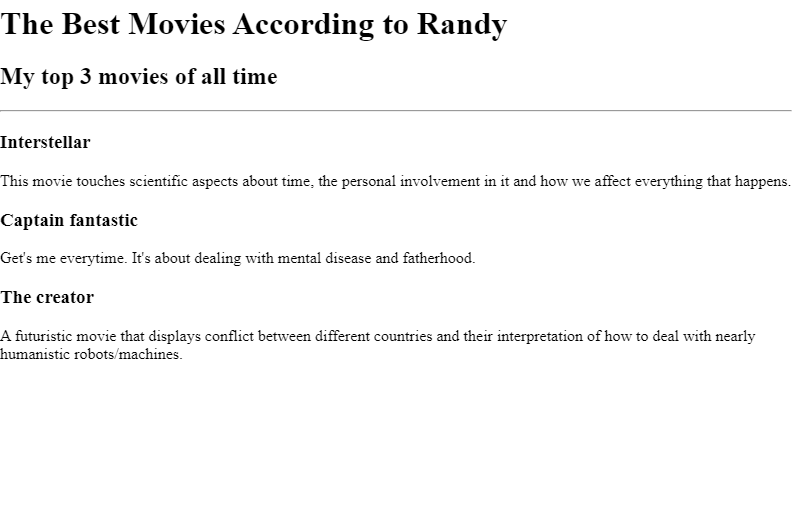 The Best Movies According to Randy
My top 3 movies of all time
Interstellar
This movie touches scientific aspects about time, the personal involvement in it and how we affect everything that happens.
Captain fantastic
Get's me everytime. It's about dealing with mental disease and fatherhood.
The creator
A futuristic movie that displays conflict between different countries and their interpretation of how to deal with nearly
humanistic robots/machines.